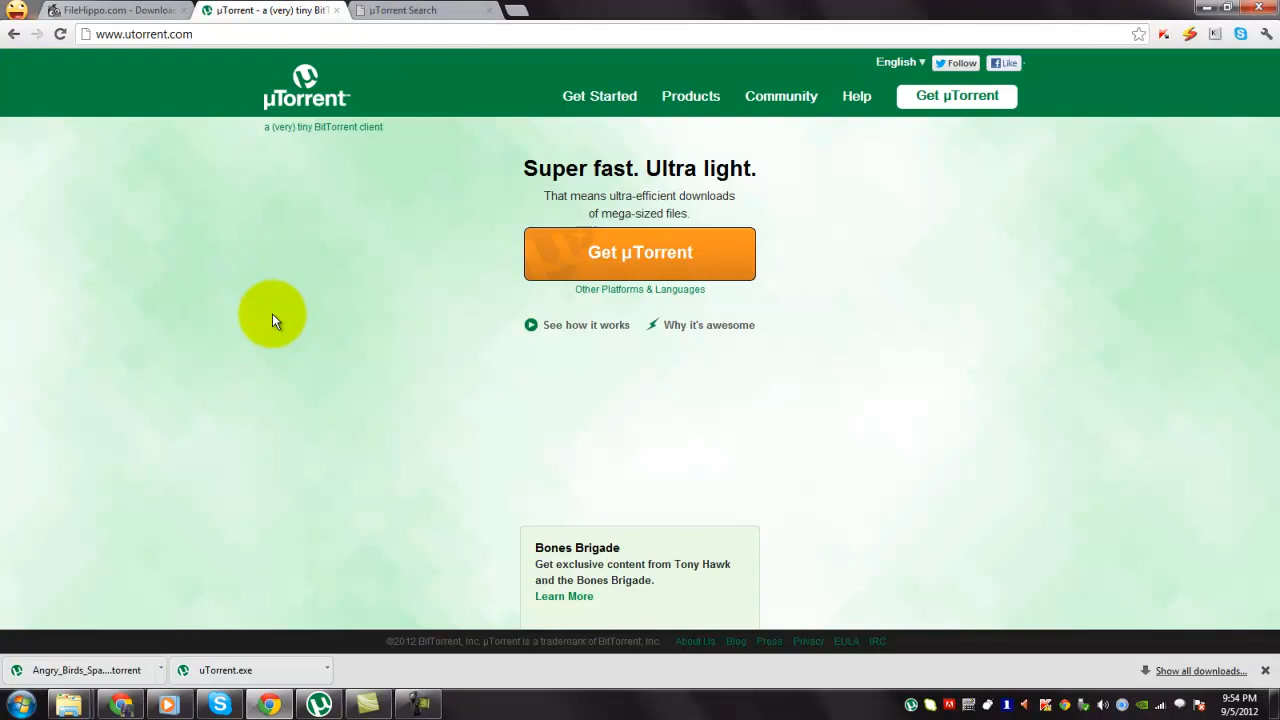 FileHippo.com - Downloa
µTorrent - a (very) tiny BitT
µTorrent Search
www.utorrent.com
English ▾
Follow
Like
µTorrent
Get Started
Products
Community
Help
Get µTorrent
a (very) tiny BitTorrent client
Super fast. Ultra light.
That means ultra-efficient downloads
of mega-sized files.
Get µTorrent
Other Platforms & Languages
See how it works
Why it's awesome
Bones Brigade
Get exclusive content from Tony Hawk
and the Bones Brigade.
Learn More
©2012 BitTorrent, Inc. µTorrent is a trademark of BitTorrent, Inc.
About Us
Blog
Press
Privacy
EULA
IRC
Angry_Birds_Spa....torrent
uTorrent.exe
Show all downloads...
9:54 PM
9/5/2012